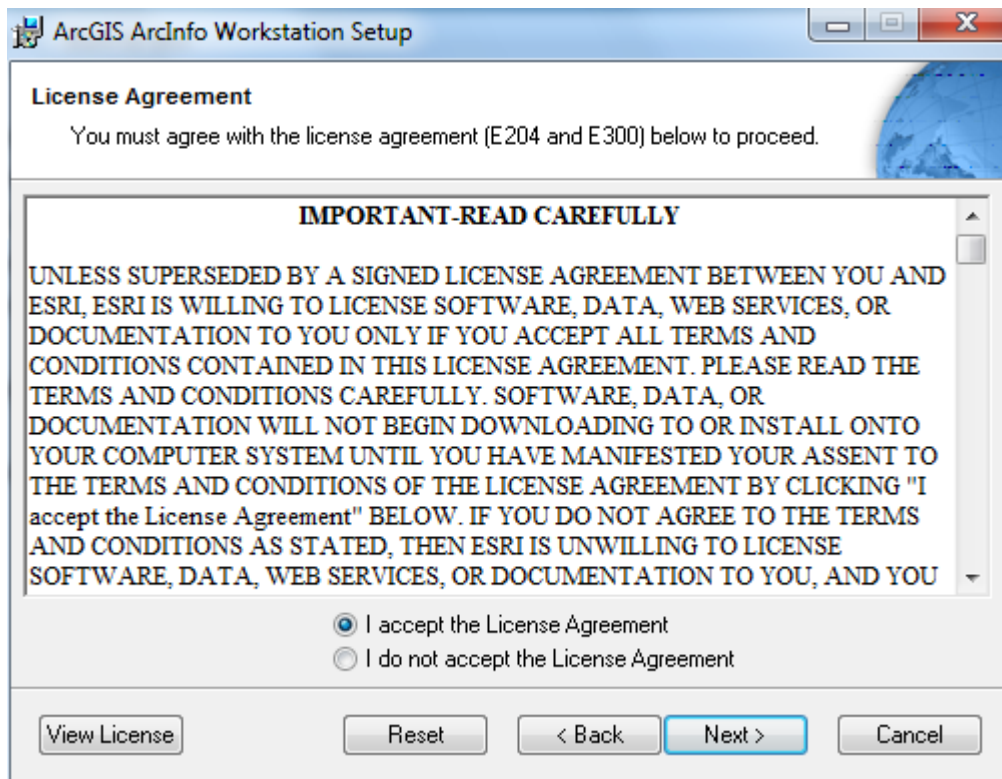 ArcGIS ArcInfo Workstation Setup
License Agreement
You must agree with the license agreement (E204 and E300) below to proceed.
IMPORTANT-READ CAREFULLY
UNLESS SUPERSEDED BY A SIGNED LICENSE AGREEMENT BETWEEN YOU AND
ESRI, ESRI IS WILLING TO LICENSE SOFTWARE, DATA, WEB SERVICES, OR
DOCUMENTATION TO YOU ONLY IF YOU ACCEPT ALL TERMS AND
CONDITIONS CONTAINED IN THIS LICENSE AGREEMENT. PLEASE READ THE
TERMS AND CONDITIONS CAREFULLY. SOFTWARE, DATA, OR
DOCUMENTATION WILL NOT BEGIN DOWNLOADING TO OR INSTALL ONTO
YOUR COMPUTER SYSTEM UNTIL YOU HAVE MANIFESTED YOUR ASSENT TO
THE TERMS AND CONDITIONS OF THE LICENSE AGREEMENT BY CLICKING "I
accept the License Agreement" BELOW. IF YOU DO NOT AGREE TO THE TERMS
AND CONDITIONS AS STATED, THEN ESRI IS UNWILLING TO LICENSE
SOFTWARE, DATA, WEB SERVICES, OR DOCUMENTATION TO YOU, AND YOU
I accept the License Agreement
I do not accept the License Agreement
View License Reset < Back Next > Cancel